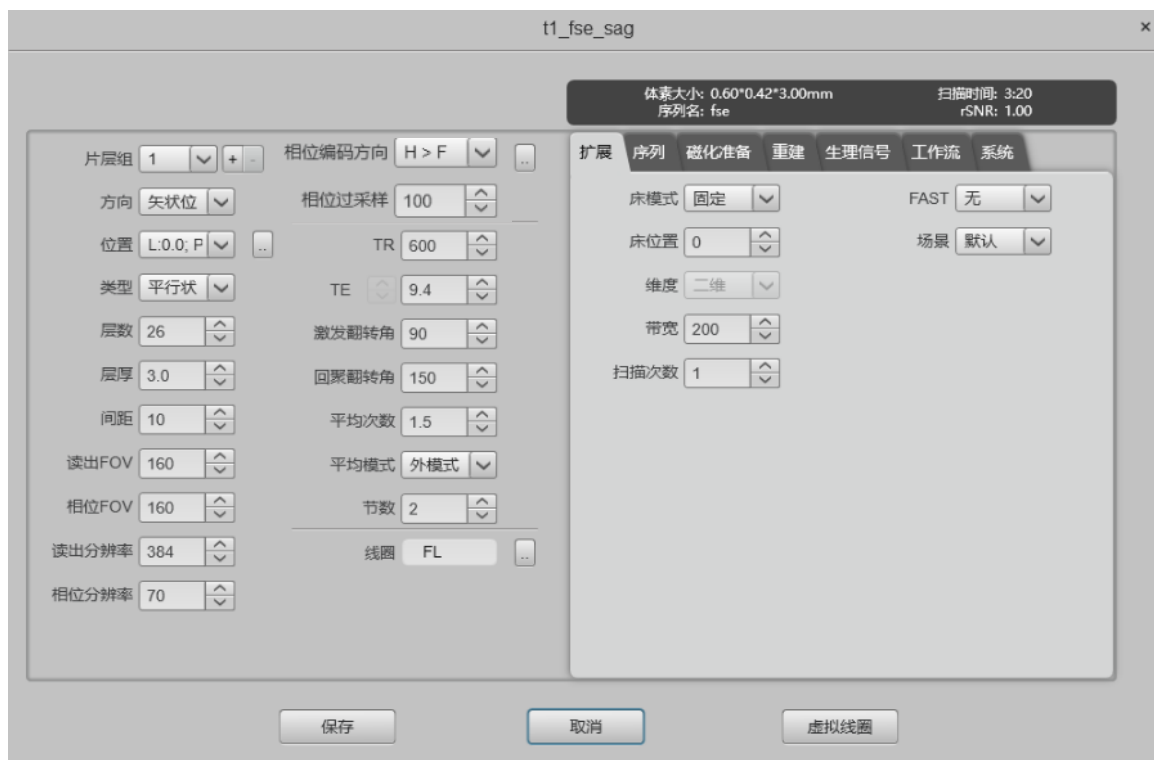 t1_fse_sag
×
体素大小: 0.60*0.42*3.00mm 扫描时间: 3:20
序列名: fse rSNR: 1.00
片层组 1 + -
方向 矢状位
位置 L:0.0; P ..
类型 平行状
层数 26
层厚 3.0
间距 10
读出FOV 160
相位FOV 160
读出分辨率 384
相位分辨率 70
相位编码方向 H > F ..
相位过采样 100
TR 600
TE 9.4
激发翻转角 90
回聚翻转角 150
平均次数 1.5
平均模式 外模式
节数 2
线圈 FL ..
扩展 序列 磁化准备 重建 生理信号 工作流 系统
床模式 固定 FAST 无
床位置 0 场景 默认
维度 二维
带宽 200
扫描次数 1
保存 取消 虚拟线圈